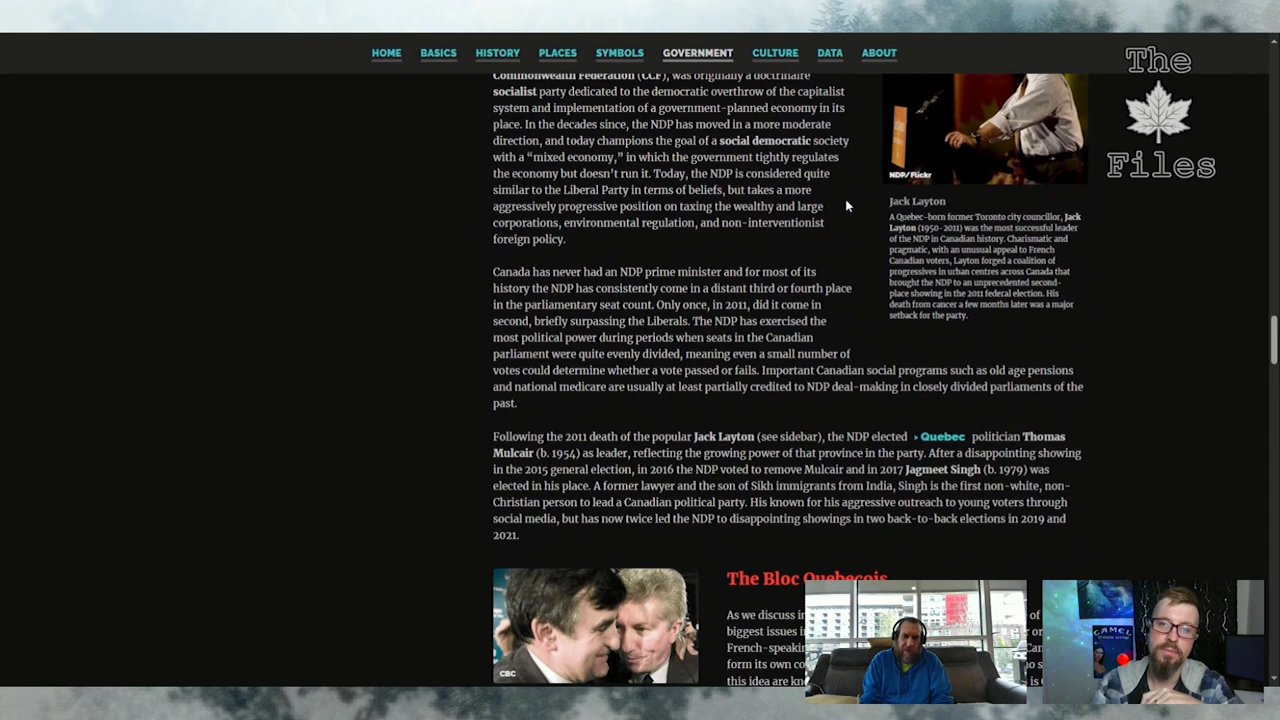 HOME BASICS HISTORY PLACES SYMBOLS GOVERNMENT CULTURE DATA ABOUT
The
Files
Commonwealth Federation (CCF), was originally a doctrinaire
socialist party dedicated to the democratic overthrow of the capitalist
system and implementation of a government-planned economy in its
place. In the decades since, the NDP has moved in a more moderate
direction, and today champions the goal of a social democratic society
with a “mixed economy,” in which the government tightly regulates
the economy but doesn’t run it. Today, the NDP is considered quite
similar to the Liberal Party in terms of beliefs, but takes a more
aggressively progressive position on taxing the wealthy and large
corporations, environmental regulation, and non-interventionist
foreign policy.
NDP/Flickr
Jack Layton
A Quebec-born former Toronto city councillor, Jack
Layton (1950-2011) was the most successful leader
of the NDP in Canadian history. Charismatic and
pragmatic, with an unusual appeal to French
Canadian voters, Layton forged a coalition of
progressives in urban centres across Canada that
brought the NDP to an unprecedented second-
place showing in the 2011 federal election. His
death from cancer a few months later was a major
setback for the party.
Canada has never had an NDP prime minister and for most of its
history the NDP has consistently come in a distant third or fourth place
in the parliamentary seat count. Only once, in 2011, did it come in
second, briefly surpassing the Liberals. The NDP has exercised the
most political power during periods when seats in the Canadian
parliament were quite evenly divided, meaning even a small number of
votes could determine whether a vote passed or fails. Important Canadian social programs such as old age pensions
and national medicare are usually at least partially credited to NDP deal-making in closely divided parliaments of the
past.
Following the 2011 death of the popular Jack Layton (see sidebar), the NDP elected › Quebec politician Thomas
Mulcair (b. 1954) as leader, reflecting the growing power of that province in the party. After a disappointing showing
in the 2015 general election, in 2016 the NDP voted to remove Mulcair and in 2017 Jagmeet Singh (b. 1979) was
elected in his place. A former lawyer and the son of Sikh immigrants from India, Singh is the first non-white, non-
Christian person to lead a Canadian political party. His known for his aggressive outreach to young voters through
social media, but has now twice led the NDP to disappointing showings in two back-to-back elections in 2019 and
2021.
CBC
The Bloc Quebecois
As we discuss in
biggest issues i
French-speakin
form its own co
this idea are kn
CAMEL